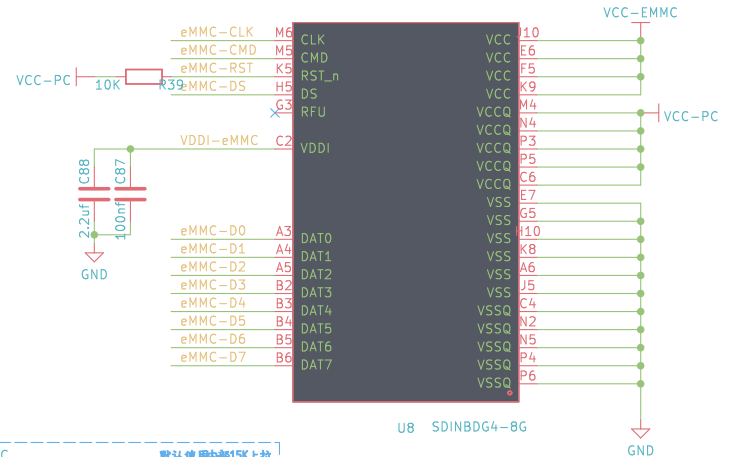 VCC-EMMC
eMMC-CLK M6 CLK VCC J10
eMMC-CMD M5 CMD VCC E6
eMMC-RST K5 RST_n VCC F5
VCC-PC 10K R39
eMMC-DS H5 DS VCC K9
G3 RFU VCCQ M4
VCC-PC
VCCQ N4
VDDI-eMMC C2 VDDI VCCQ P3
VCCQ P5
VCCQ C6
C88 2.2uf
C87 100nf
GND
VSS E7
VSS G5
eMMC-D0 A3 DAT0 VSS H10
eMMC-D1 A4 DAT1 VSS K8
eMMC-D2 A5 DAT2 VSS A6
eMMC-D3 B2 DAT3 VSS J5
eMMC-D4 B3 DAT4 VSSQ C4
eMMC-D5 B4 DAT5 VSSQ N2
eMMC-D6 B5 DAT6 VSSQ N5
eMMC-D7 B6 DAT7 VSSQ P4
VSSQ P6
U8 SDINBDG4-8G
GND